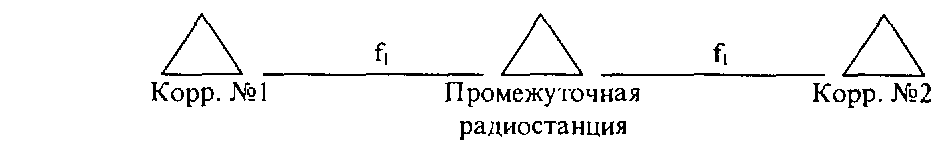 f₁ f₁
Корр. №1 Промежуточная Корр. №2
радиостанция